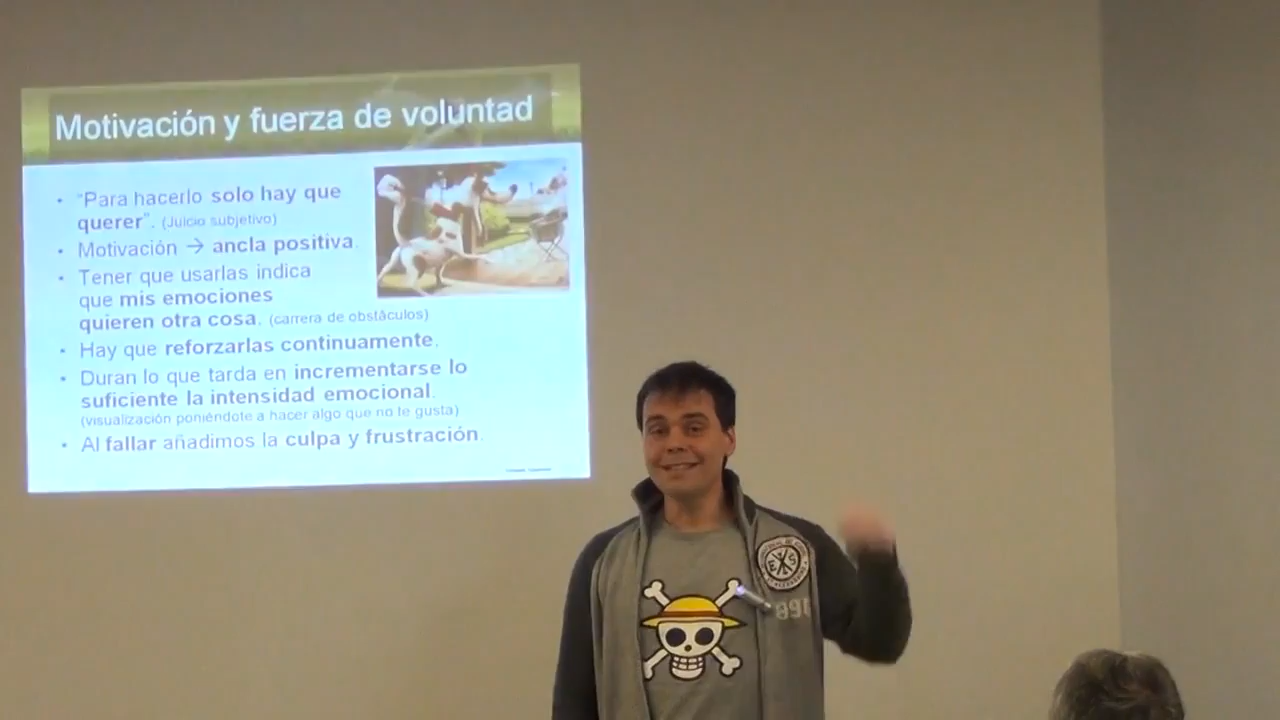 Motivación y fuerza de voluntad
• "Para hacerlo solo hay que
querer". (Juicio subjetivo)
• Motivación → ancla positiva.
• Tener que usarlas indica
que mis emociones
quieren otra cosa. (carrera de obstáculos)
• Hay que reforzarlas continuamente.
• Duran lo que tarda en incrementarse lo
suficiente la intensidad emocional.
(visualización poniéndote a hacer algo que no te gusta)
• Al fallar añadimos la culpa y frustración.
E S
091